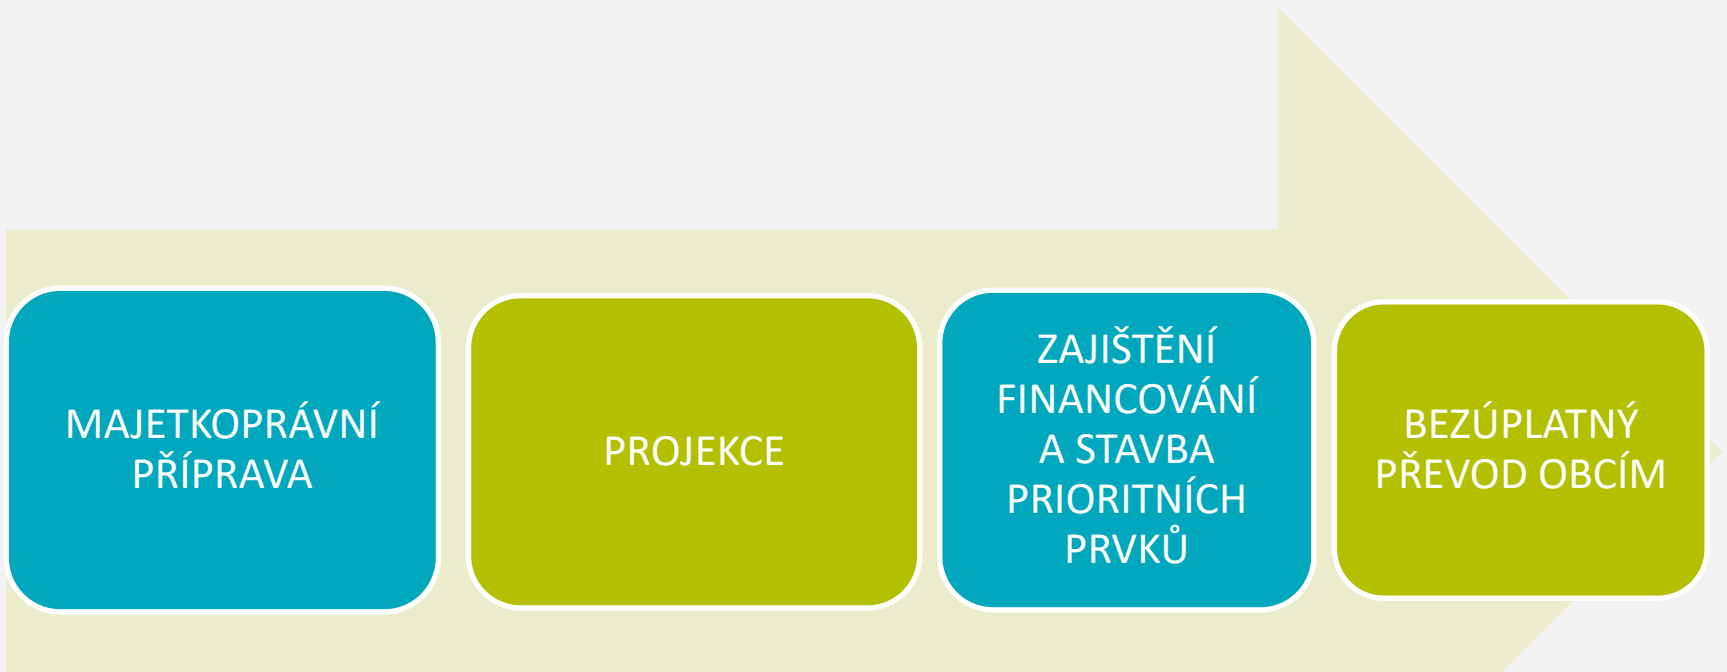 MAJETKOPRÁVNÍ
PŘÍPRAVA
PROJEKCE
ZAJIŠTĚNÍ
FINANCOVÁNÍ
A STAVBA
PRIORITNÍCH
PRVKŮ
BEZÚPLATNÝ
PŘEVOD OBCÍM